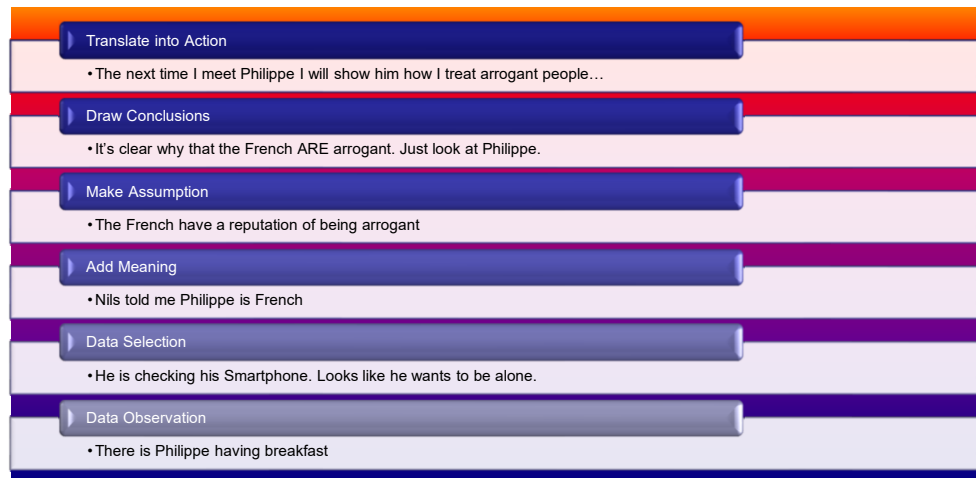 Translate into Action
•The next time I meet Philippe I will show him how I treat arrogant people…
Draw Conclusions
•It's clear why that the French ARE arrogant. Just look at Philippe.
Make Assumption
•The French have a reputation of being arrogant
Add Meaning
•Nils told me Philippe is French
Data Selection
•He is checking his Smartphone. Looks like he wants to be alone.
Data Observation
•There is Philippe having breakfast